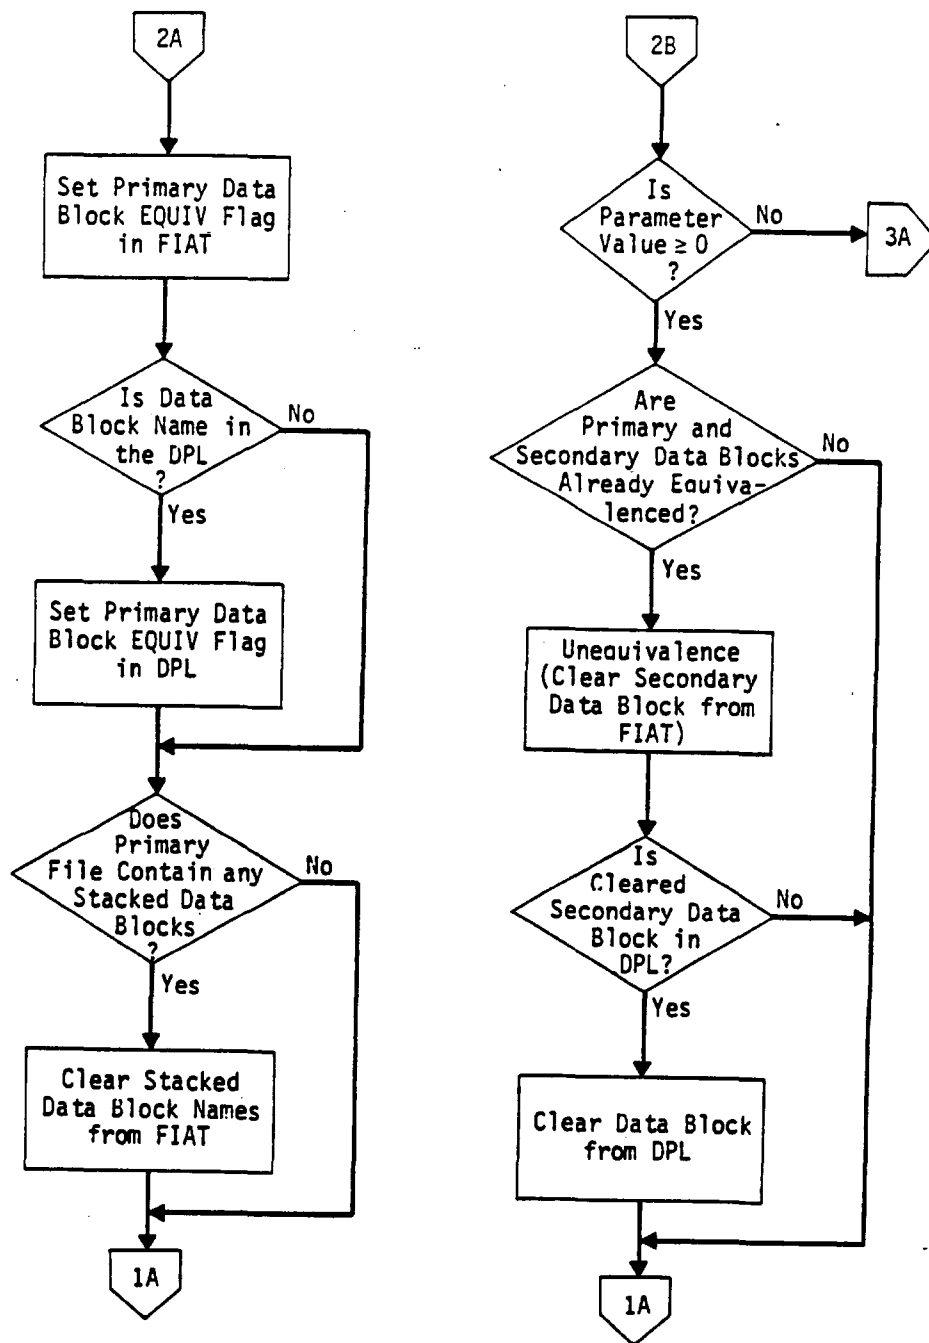 2A
Set Primary Data
Block EQUIV Flag
in FIAT
Is Data
Block Name in
the DPL
?
No
Yes
Set Primary Data
Block EQUIV Flag
in DPL
Does
Primary
File Contain any
Stacked Data
Blocks
?
No
Yes
Clear Stacked
Data Block Names
from FIAT
1A
2B
Is
Parameter
Value ≥ 0
?
No
3A
Yes
Are
Primary and
Secondary Data Blocks
Already Equiva-
lenced?
No
Yes
Unequivalence
(Clear Secondary
Data Block from
FIAT)
Is
Cleared
Secondary Data
Block in
DPL?
No
Yes
Clear Data Block
from DPL
1A